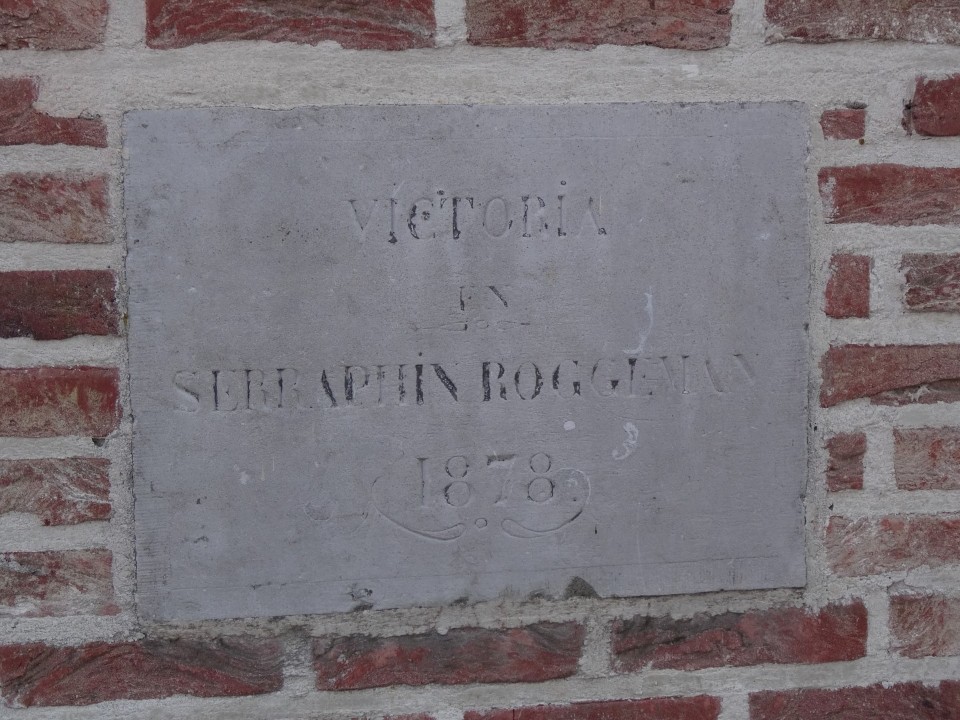 VICTORIA
EN
SERRAPHIN ROGGEMAN
1878